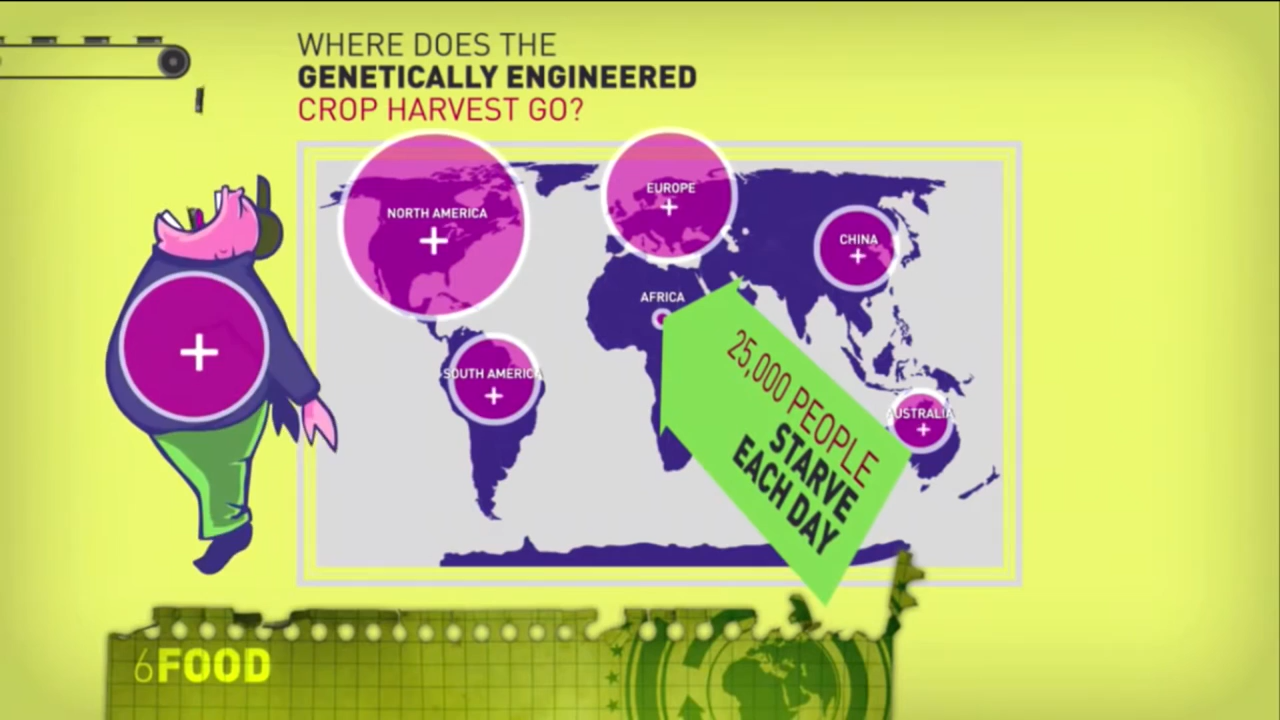 WHERE DOES THE
GENETICALLY ENGINEERED
CROP HARVEST GO?
NORTH AMERICA
EUROPE
CHINA
AFRICA
SOUTH AMERICA
AUSTRALIA
25,000 PEOPLE
STARVE
EACH DAY
6FOOD